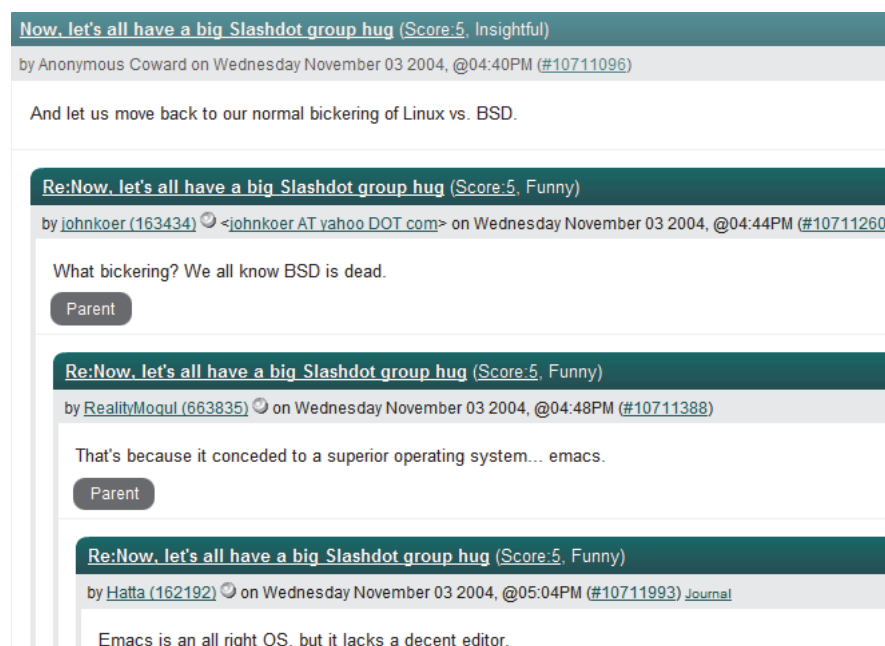 Now, let's all have a big Slashdot group hug (Score:5, Insightful)
by Anonymous Coward on Wednesday November 03 2004, @04:40PM (#10711096)
And let us move back to our normal bickering of Linux vs. BSD.
Re:Now, let's all have a big Slashdot group hug (Score:5, Funny)
by johnkoer (163434) <johnkoer AT yahoo DOT com> on Wednesday November 03 2004, @04:44PM (#10711260
What bickering? We all know BSD is dead.
Parent
Re:Now, let's all have a big Slashdot group hug (Score:5, Funny)
by RealityMogul (663835) on Wednesday November 03 2004, @04:48PM (#10711388)
That's because it conceded to a superior operating system... emacs.
Parent
Re:Now, let's all have a big Slashdot group hug (Score:5, Funny)
by Hatta (162192) on Wednesday November 03 2004, @05:04PM (#10711993) Journal
Emacs is an all right OS, but it lacks a decent editor.